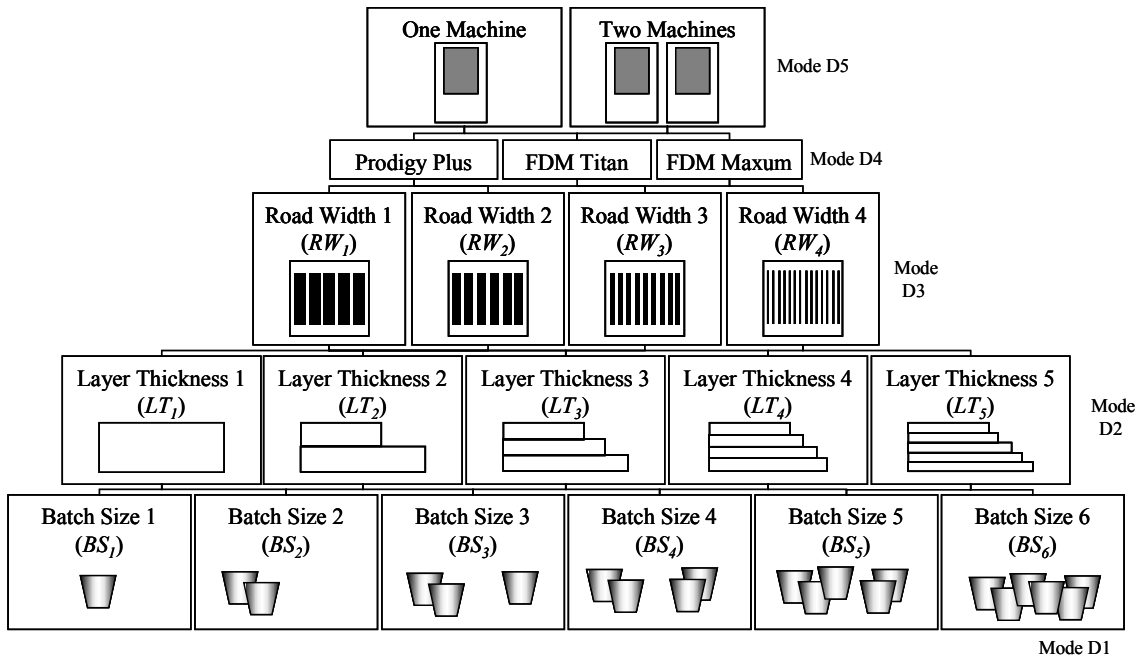 One Machine
Two Machines
Mode D5
Prodigy Plus
FDM Titan
FDM Maxum
Mode D4
Road Width 1
(RW1)
Road Width 2
(RW2)
Road Width 3
(RW3)
Road Width 4
(RW4)
Mode
D3
Layer Thickness 1
(LT1)
Layer Thickness 2
(LT2)
Layer Thickness 3
(LT3)
Layer Thickness 4
(LT4)
Layer Thickness 5
(LT5)
Mode
D2
Batch Size 1
(BS1)
Batch Size 2
(BS2)
Batch Size 3
(BS3)
Batch Size 4
(BS4)
Batch Size 5
(BS5)
Batch Size 6
(BS6)
Mode D1